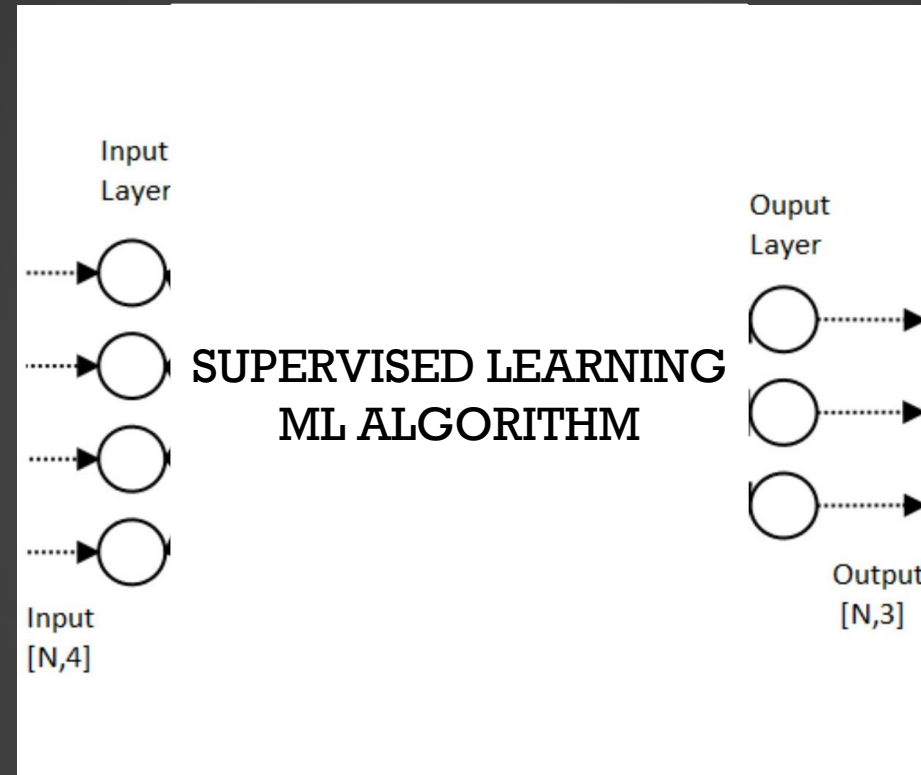 Input
Layer
Ouput
Layer
SUPERVISED LEARNING
ML ALGORITHM
Input
[N,4]
Output
[N,3]